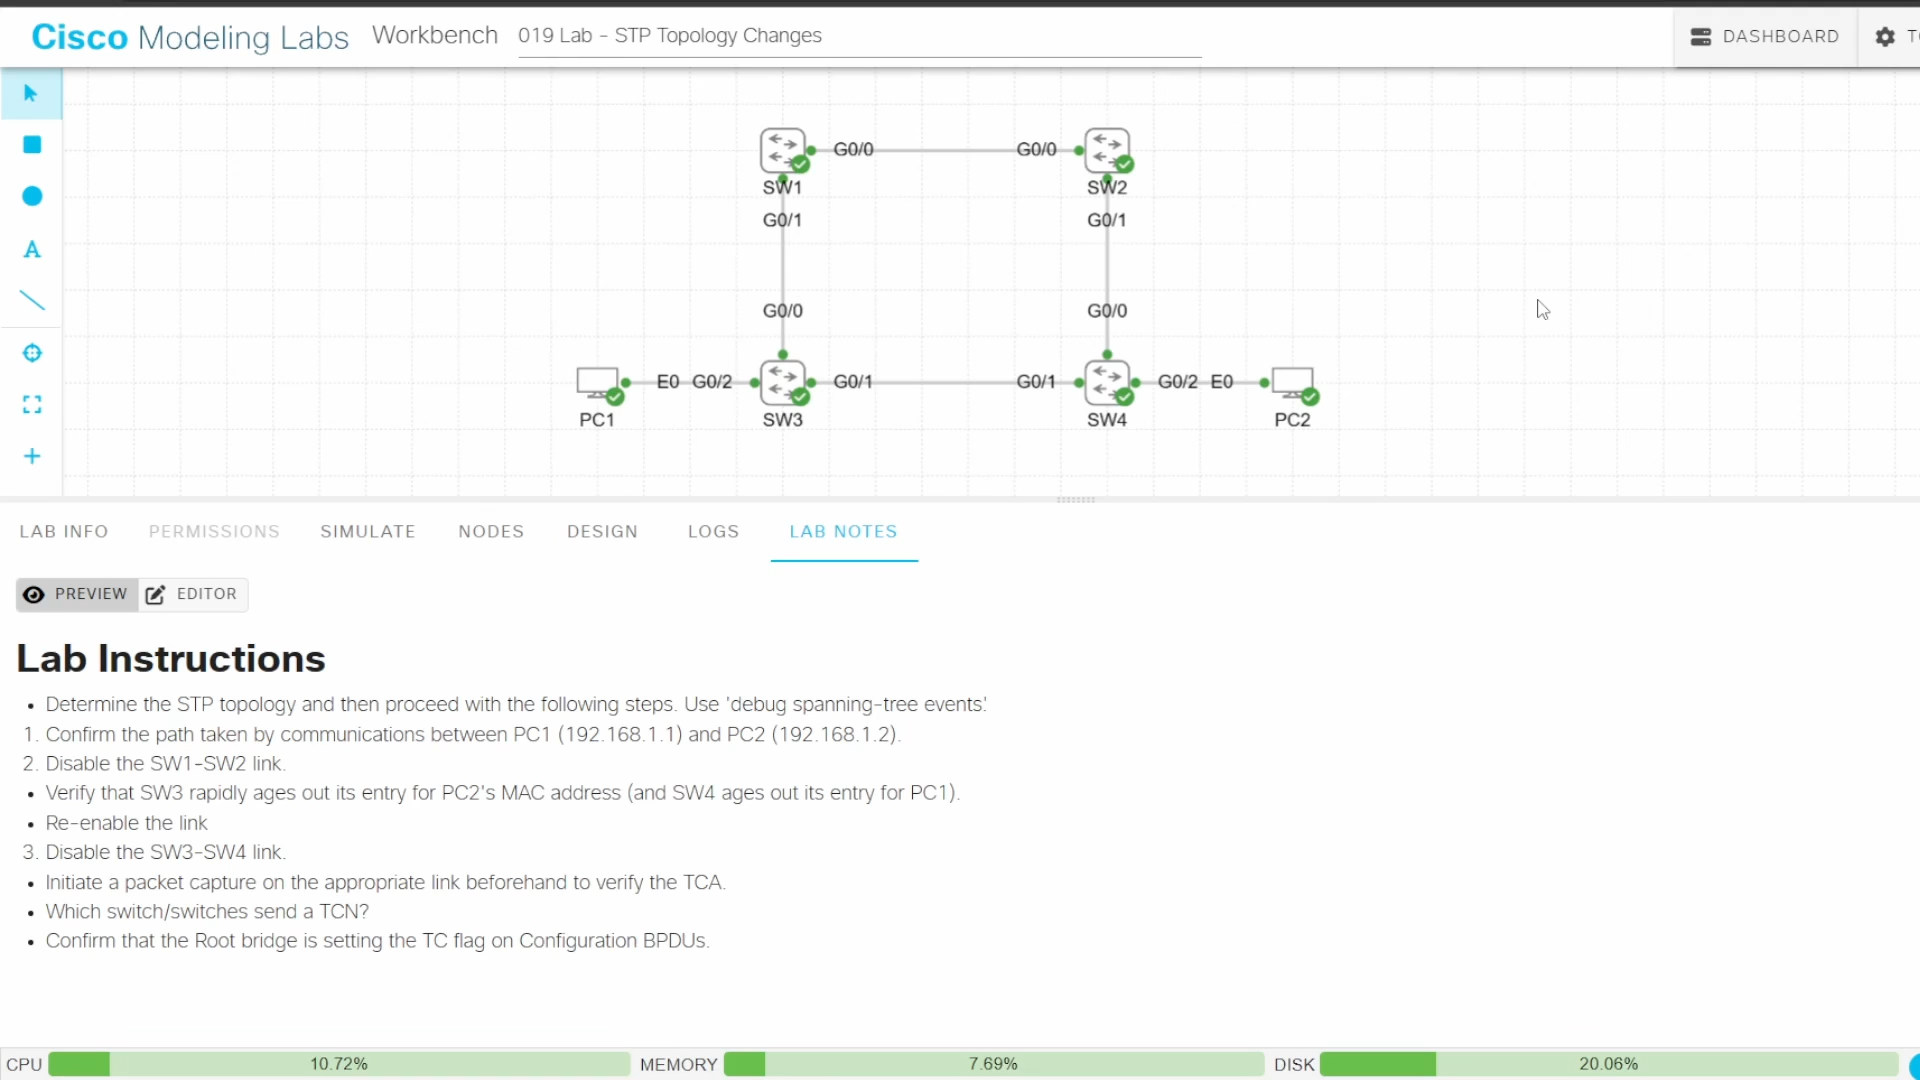 Cisco Modeling Labs Workbench 019 Lab - STP Topology Changes DASHBOARD
G0/0 G0/0
SW1 SW2
G0/1 G0/1
G0/0 G0/0
E0 G0/2 G0/1 G0/1 G0/2 E0
PC1 SW3 SW4 PC2
LAB INFO PERMISSIONS SIMULATE NODES DESIGN LOGS LAB NOTES
PREVIEW EDITOR
Lab Instructions
• Determine the STP topology and then proceed with the following steps. Use 'debug spanning-tree events'.
1. Confirm the path taken by communications between PC1 (192.168.1.1) and PC2 (192.168.1.2).
2. Disable the SW1-SW2 link.
• Verify that SW3 rapidly ages out its entry for PC2's MAC address (and SW4 ages out its entry for PC1).
• Re-enable the link
3. Disable the SW3-SW4 link.
• Initiate a packet capture on the appropriate link beforehand to verify the TCA.
• Which switch/switches send a TCN?
• Confirm that the Root bridge is setting the TC flag on Configuration BPDUs.
CPU 10.72% MEMORY 7.69% DISK 20.06%